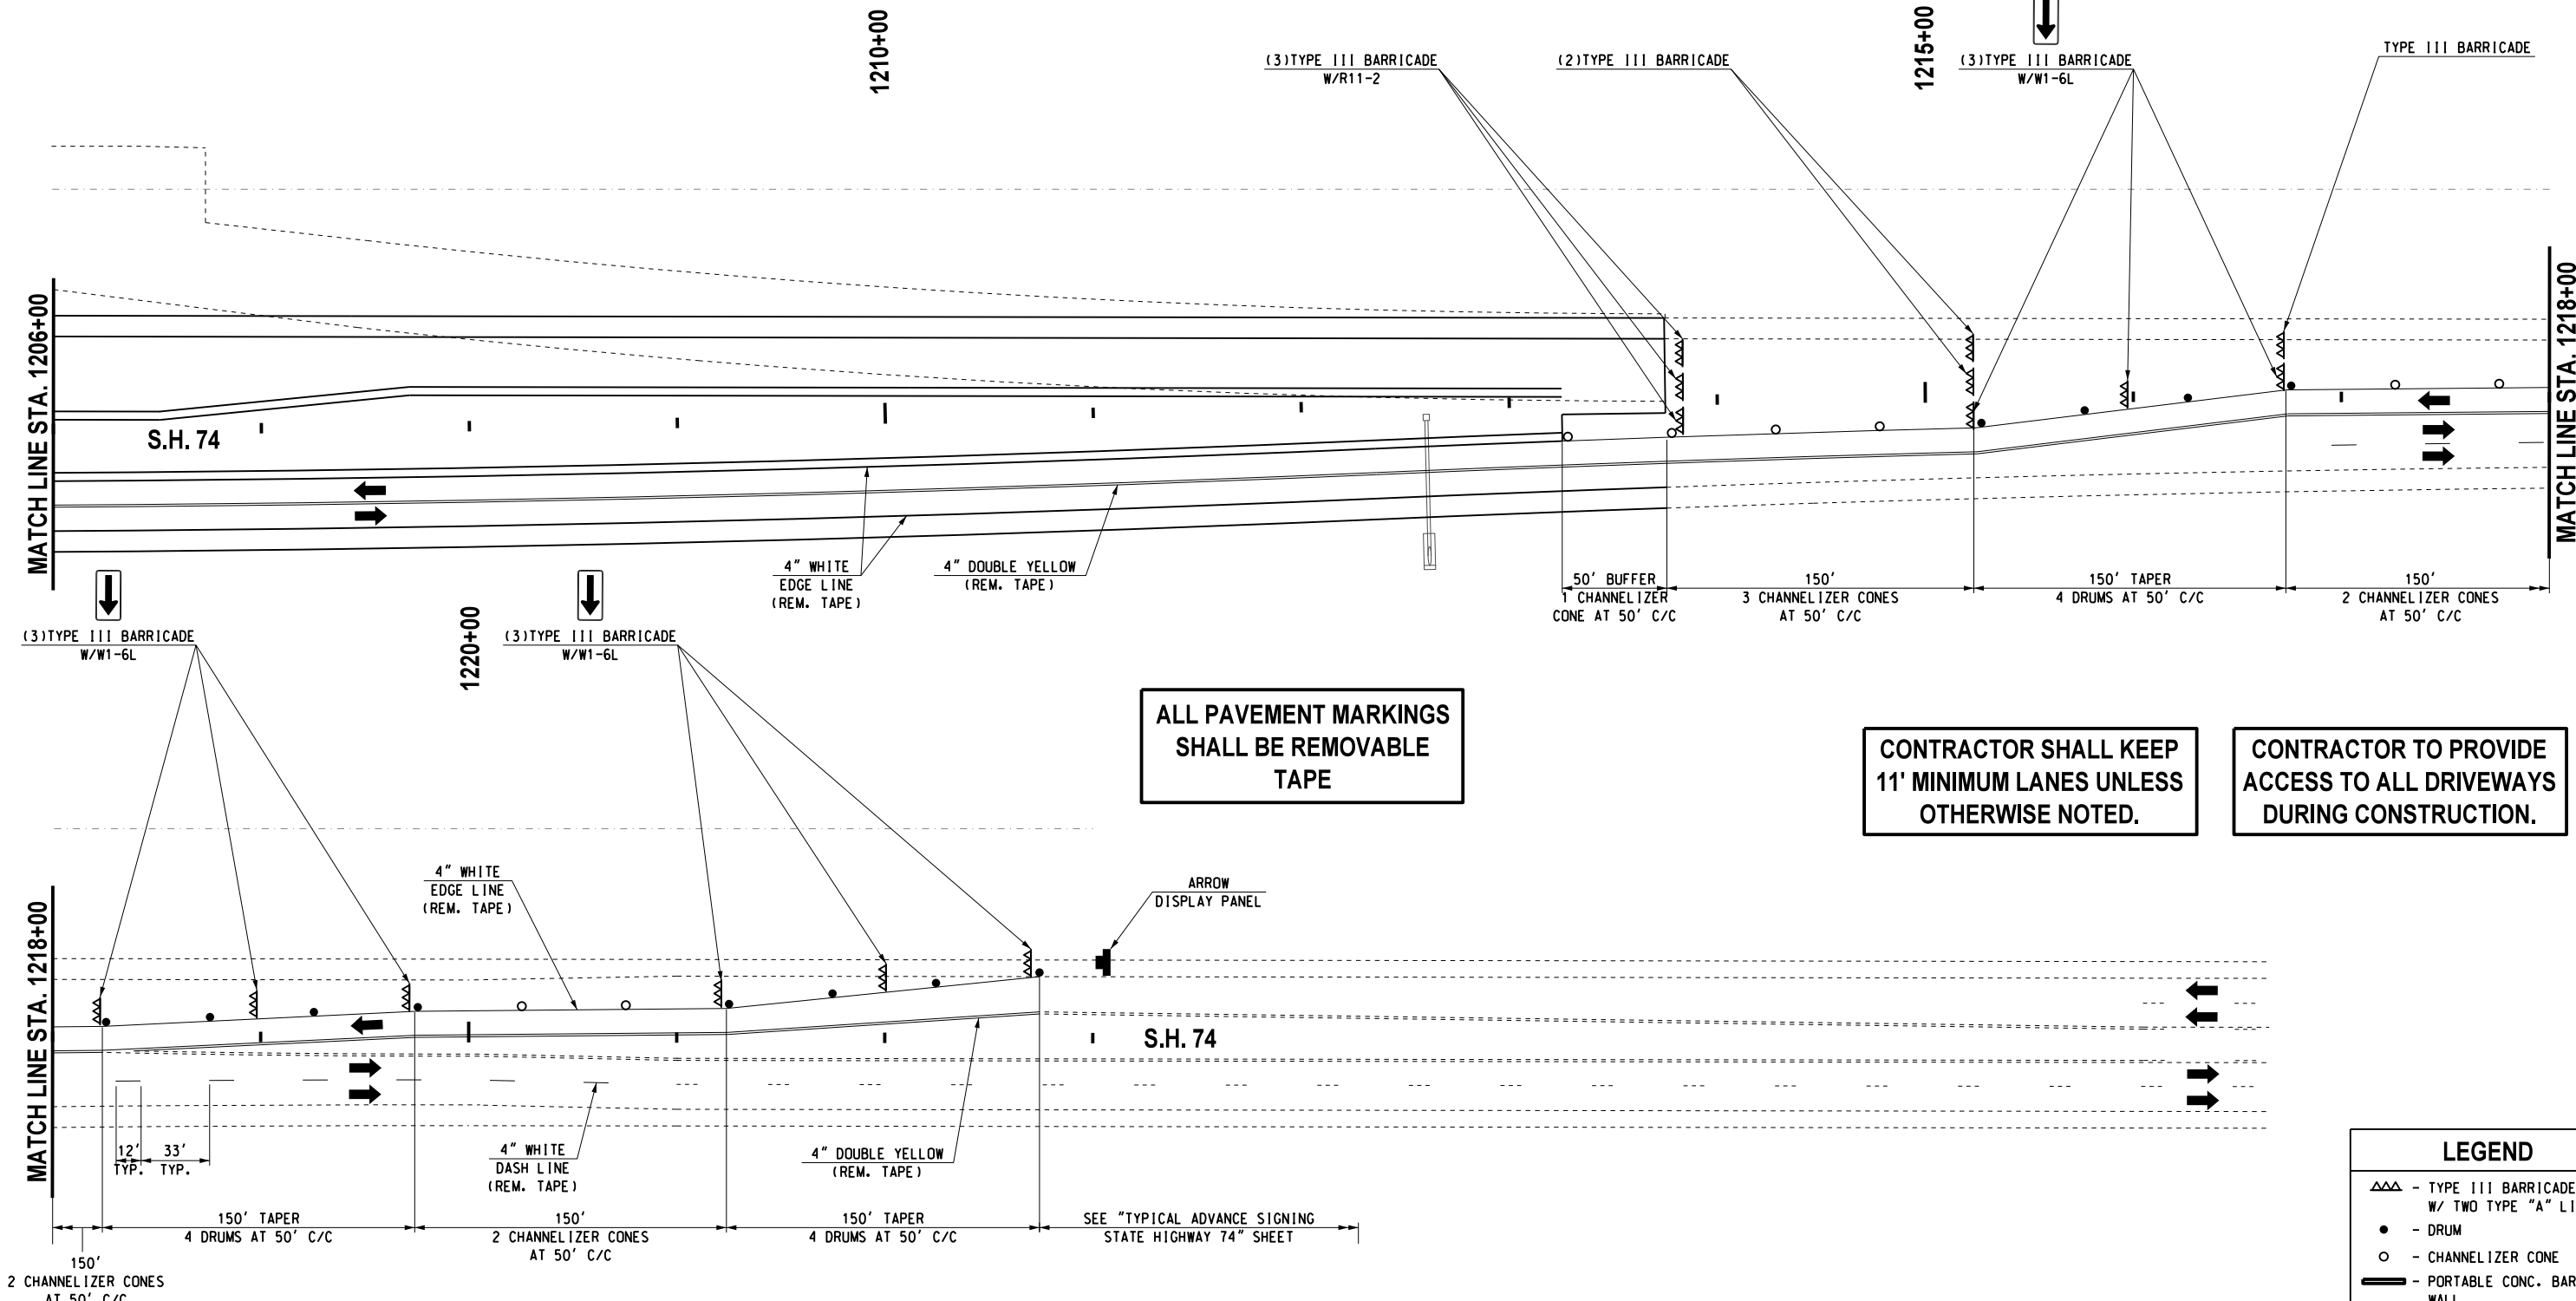 1210+00
1215+00
(3)TYPE III BARRICADE
W/R11-2
(2)TYPE III BARRICADE
(3)TYPE III BARRICADE
W/W1-6L
TYPE III BARRICADE
MATCH LINE STA. 1206+00
S.H. 74
MATCH LINE STA. 1218+00
4" WHITE
EDGE LINE
(REM. TAPE)
4" DOUBLE YELLOW
(REM. TAPE)
50' BUFFER
1 CHANNELIZER
CONE AT 50' C/C
150'
3 CHANNELIZER CONES
AT 50' C/C
150' TAPER
4 DRUMS AT 50' C/C
150'
2 CHANNELIZER CONES
AT 50' C/C
(3)TYPE III BARRICADE
W/W1-6L
1220+00
(3)TYPE III BARRICADE
W/W1-6L
ALL PAVEMENT MARKINGS
SHALL BE REMOVABLE
TAPE
CONTRACTOR SHALL KEEP
11' MINIMUM LANES UNLESS
OTHERWISE NOTED.
CONTRACTOR TO PROVIDE
ACCESS TO ALL DRIVEWAYS
DURING CONSTRUCTION.
MATCH LINE STA. 1218+00
4" WHITE
EDGE LINE
(REM. TAPE)
ARROW
DISPLAY PANEL
S.H. 74
12'
TYP.
33'
TYP.
4" WHITE
DASH LINE
(REM. TAPE)
4" DOUBLE YELLOW
(REM. TAPE)
150'
2 CHANNELIZER CONES
AT 50' C/C
150' TAPER
4 DRUMS AT 50' C/C
150'
2 CHANNELIZER CONES
AT 50' C/C
150' TAPER
4 DRUMS AT 50' C/C
SEE "TYPICAL ADVANCE SIGNING
STATE HIGHWAY 74" SHEET
LEGEND
- TYPE III BARRICADE
W/ TWO TYPE "A" LI
- DRUM
- CHANNELIZER CONE
- PORTABLE CONC. BAR
WALL